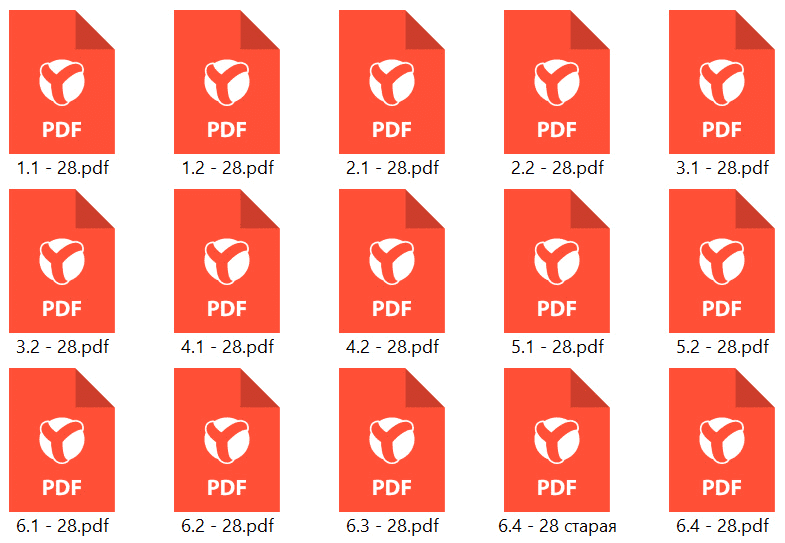 PDF PDF PDF PDF PDF
1.1 - 28.pdf 1.2 - 28.pdf 2.1 - 28.pdf 2.2 - 28.pdf 3.1 - 28.pdf
PDF PDF PDF PDF PDF
3.2 - 28.pdf 4.1 - 28.pdf 4.2 - 28.pdf 5.1 - 28.pdf 5.2 - 28.pdf
PDF PDF PDF PDF PDF
6.1 - 28.pdf 6.2 - 28.pdf 6.3 - 28.pdf 6.4 - 28 старая 6.4 - 28.pdf